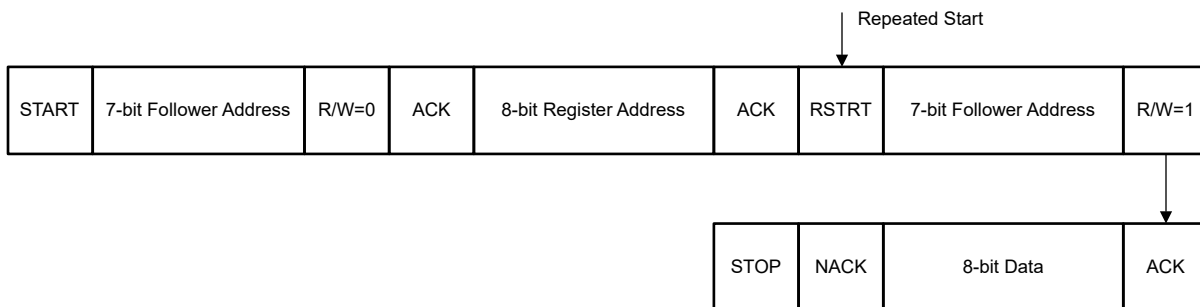 Repeated Start
START 7-bit Follower Address R/W=0 ACK 8-bit Register Address ACK RSTRT 7-bit Follower Address R/W=1
STOP NACK 8-bit Data ACK